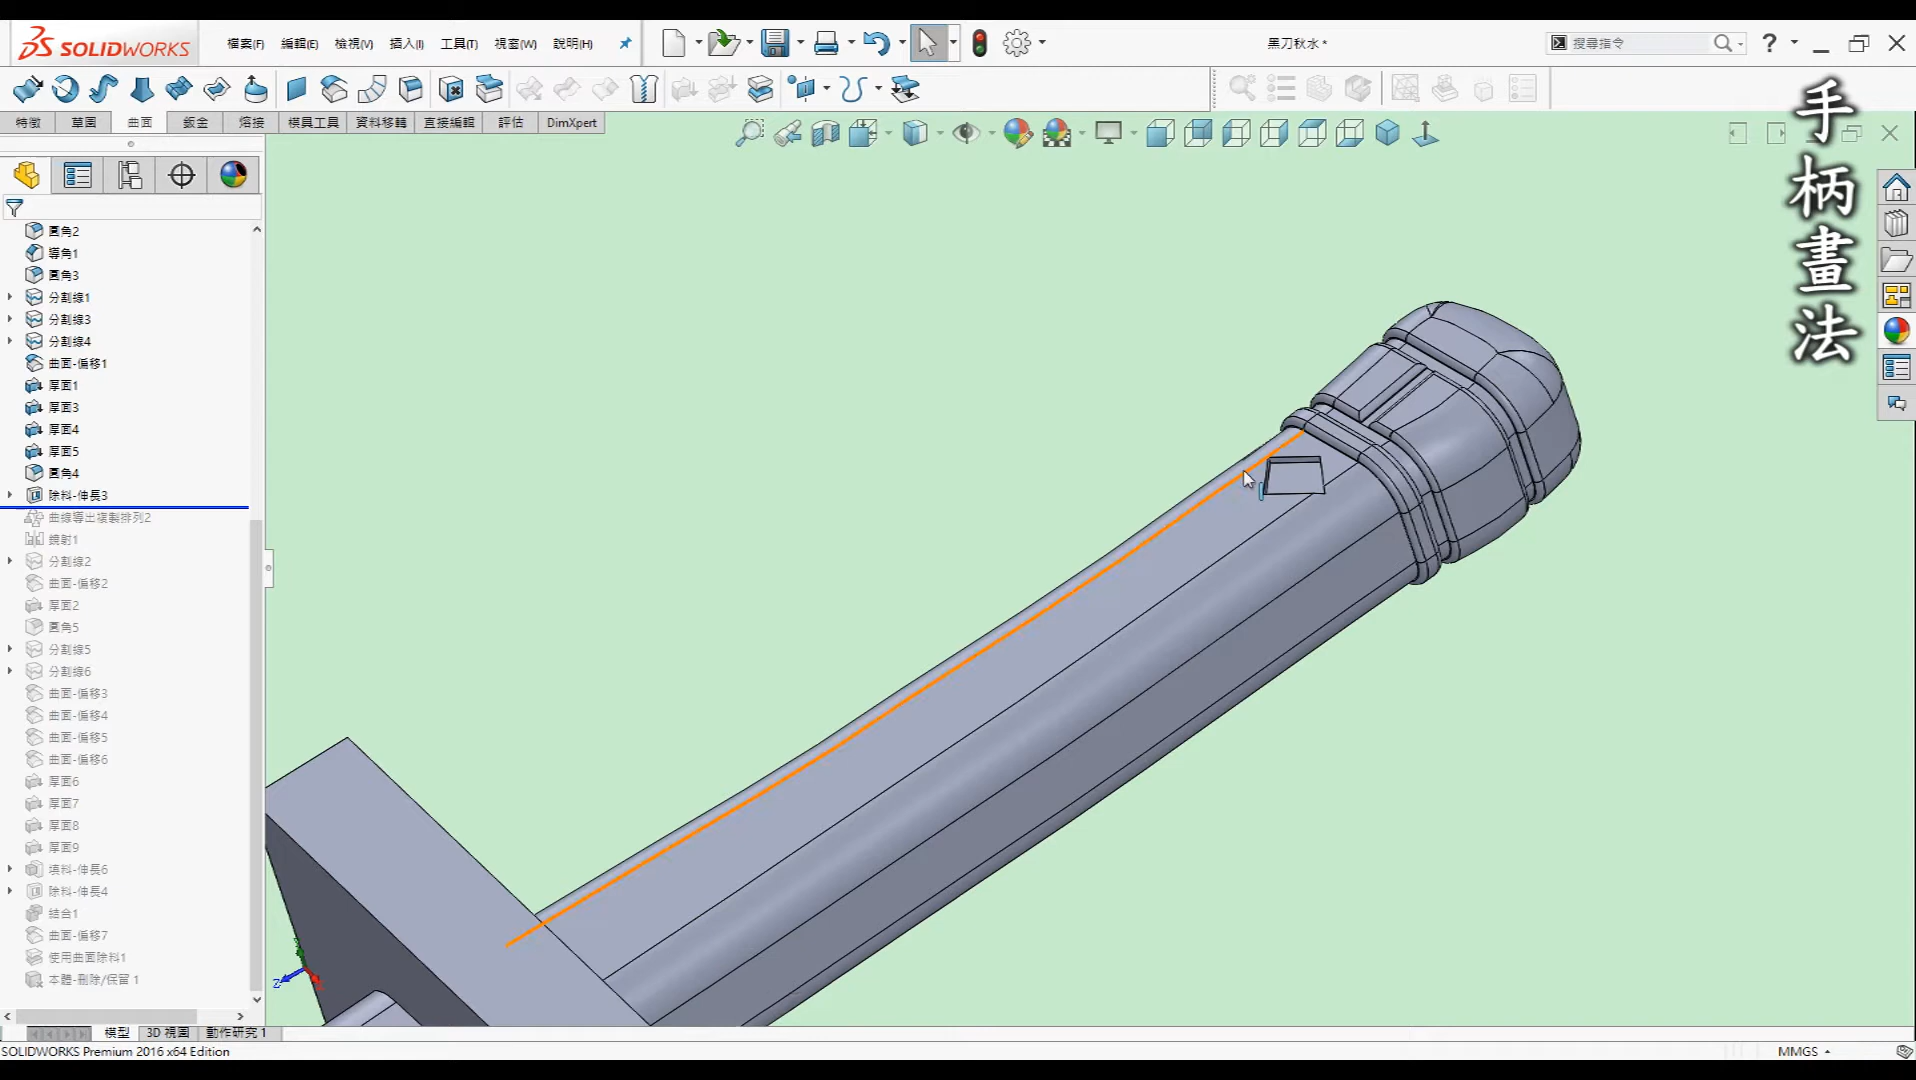 SOLIDWORKS
檔案(F)
編輯(E)
檢視(V)
插入(I)
工具(T)
視窗(W)
說明(H)
黑刀秋水 *
搜尋指令
特徵
草圖
曲面
鈑金
熔接
模具工具
資料移轉
直接編輯
評估
DimXpert
手柄畫法
圓角2
導角1
圓角3
分割線1
分割線3
分割線4
曲面-偏移1
厚面1
厚面3
厚面4
厚面5
圓角4
除料-伸長3
曲線導出複製排列2
鏡射1
分割線2
曲面-偏移2
厚面2
圓角5
分割線5
分割線6
曲面-偏移3
曲面-偏移4
曲面-偏移5
曲面-偏移6
厚面6
厚面7
厚面8
厚面9
填料-伸長6
除料-伸長4
結合1
曲面-偏移7
使用曲面除料1
本體-刪除/保留 1
Z
模型
3D 視圖
動作研究 1
SOLIDWORKS Premium 2016 x64 Edition
MMGS